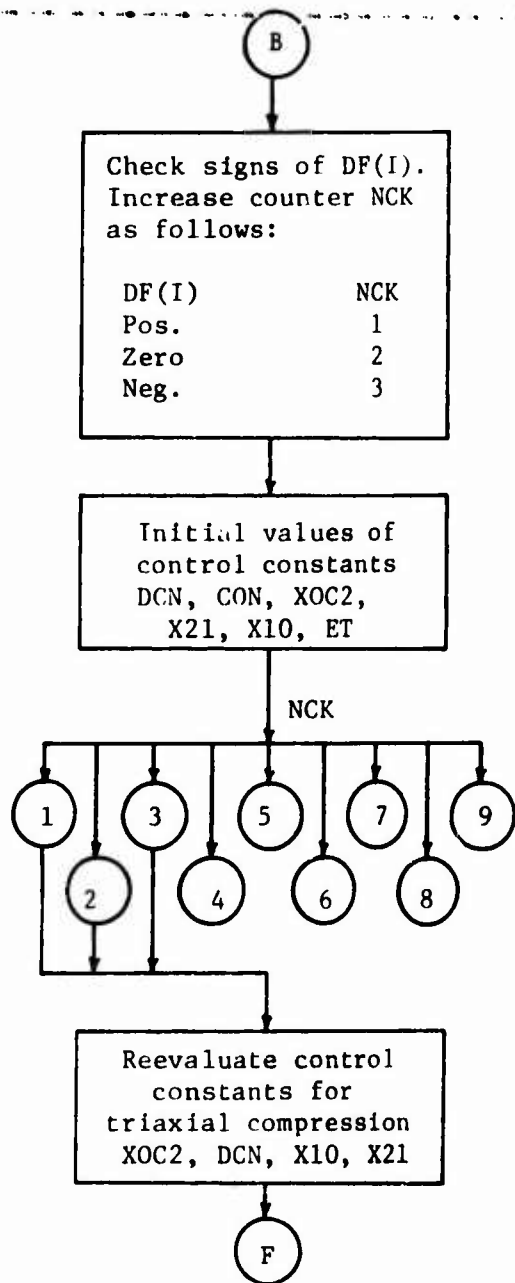 B
Check signs of DF(I).
Increase counter NCK
as follows:
DF(I) NCK
Pos. 1
Zero 2
Neg. 3
Initial values of
control constants
DCN, CON, XOC2,
X21, X10, ET
NCK
1 3 5 7 9
2 4 6 8
Reevaluate control
constants for
triaxial compression
XOC2, DCN, X10, X21
F